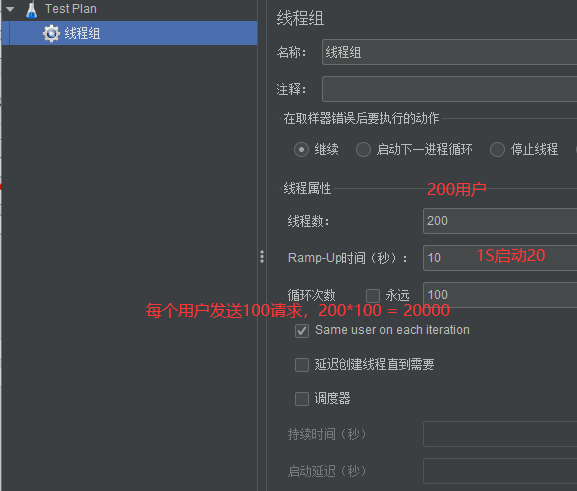 Test Plan
线程组
线程组
名称： 线程组
注释：
在取样器错误后要执行的动作
继续 启动下一进程循环 停止线程
线程属性
200用户
线程数： 200
Ramp-Up时间（秒）： 10 1S启动20
循环次数 永远 100
每个用户发送100请求，200*100 = 20000
Same user on each iteration
延迟创建线程直到需要
调度器
持续时间（秒）
启动延迟（秒）